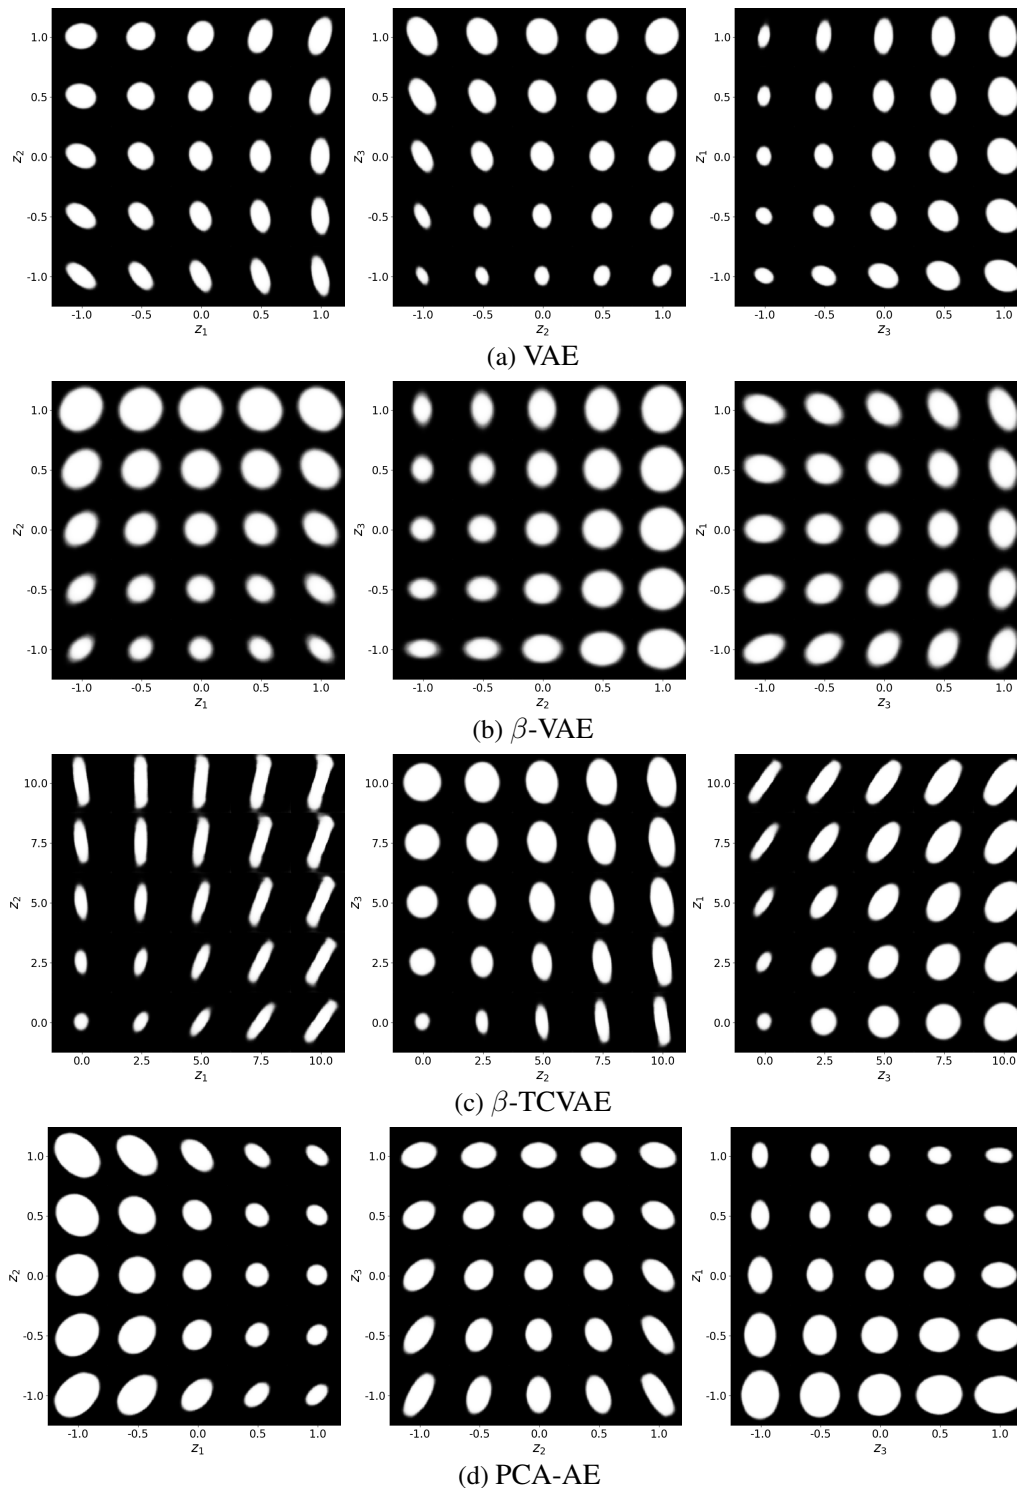 1.0 1.0 1.0
0.5 0.5 0.5
z2 0.0 z3 0.0 z1 0.0
-0.5 -0.5 -0.5
-1.0 -1.0 -1.0
-1.0 -0.5 0.0 0.5 1.0 -1.0 -0.5 0.0 0.5 1.0 -1.0 -0.5 0.0 0.5 1.0
z1 z2 z3
(a) VAE
1.0 1.0 1.0
0.5 0.5 0.5
z2 0.0 z3 0.0 z1 0.0
-0.5 -0.5 -0.5
-1.0 -1.0 -1.0
-1.0 -0.5 0.0 0.5 1.0 -1.0 -0.5 0.0 0.5 1.0 -1.0 -0.5 0.0 0.5 1.0
z1 z2 z3
(b) β-VAE
10.0 10.0 10.0
7.5 7.5 7.5
z2 5.0 z3 5.0 z1 5.0
2.5 2.5 2.5
0.0 0.0 0.0
0.0 2.5 5.0 7.5 10.0 0.0 2.5 5.0 7.5 10.0 0.0 2.5 5.0 7.5 10.0
z1 z2 z3
(c) β-TCVAE
1.0 1.0 1.0
0.5 0.5 0.5
z2 0.0 z3 0.0 z1 0.0
-0.5 -0.5 -0.5
-1.0 -1.0 -1.0
-1.0 -0.5 0.0 0.5 1.0 -1.0 -0.5 0.0 0.5 1.0 -1.0 -0.5 0.0 0.5 1.0
z1 z2 z3
(d) PCA-AE